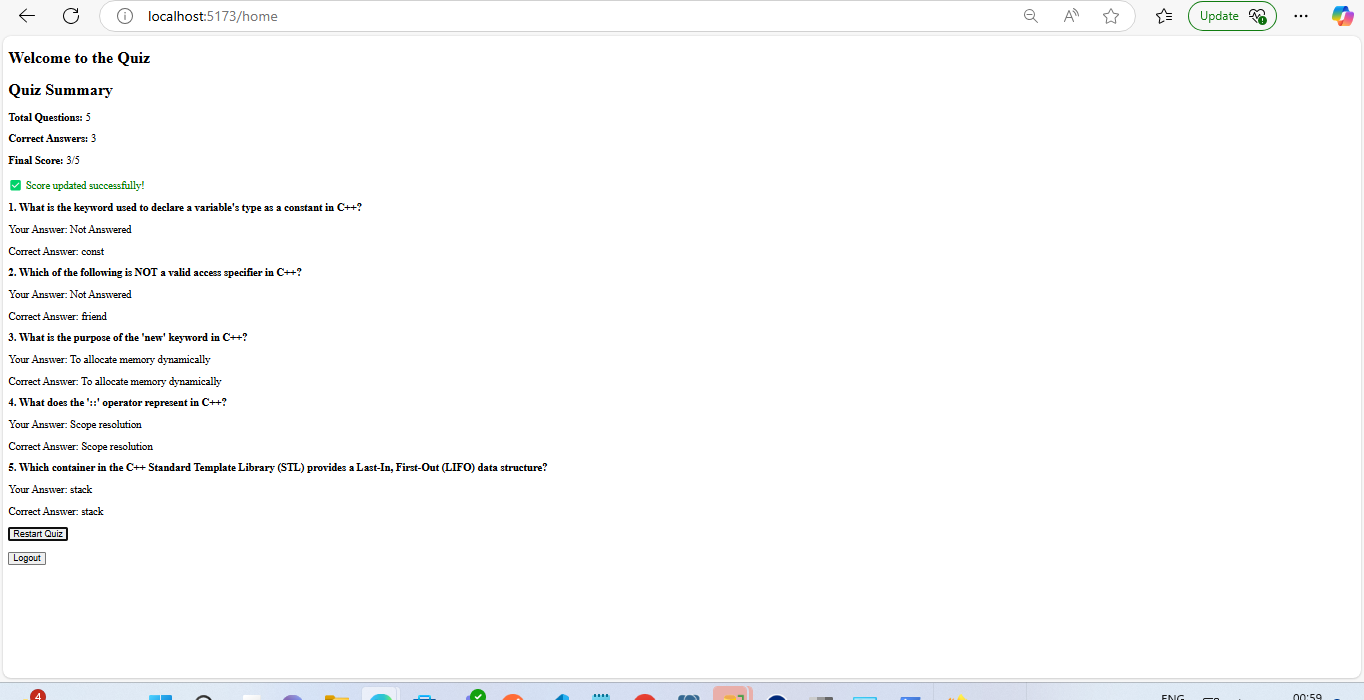 localhost:5173/home
Update
Welcome to the Quiz
Quiz Summary
Total Questions: 5
Correct Answers: 3
Final Score: 3/5
Score updated successfully!
1. What is the keyword used to declare a variable's type as a constant in C++?
Your Answer: Not Answered
Correct Answer: const
2. Which of the following is NOT a valid access specifier in C++?
Your Answer: Not Answered
Correct Answer: friend
3. What is the purpose of the 'new' keyword in C++?
Your Answer: To allocate memory dynamically
Correct Answer: To allocate memory dynamically
4. What does the '::' operator represent in C++?
Your Answer: Scope resolution
Correct Answer: Scope resolution
5. Which container in the C++ Standard Template Library (STL) provides a Last-In, First-Out (LIFO) data structure?
Your Answer: stack
Correct Answer: stack
Restart Quiz
Logout
4
ENG
00:59